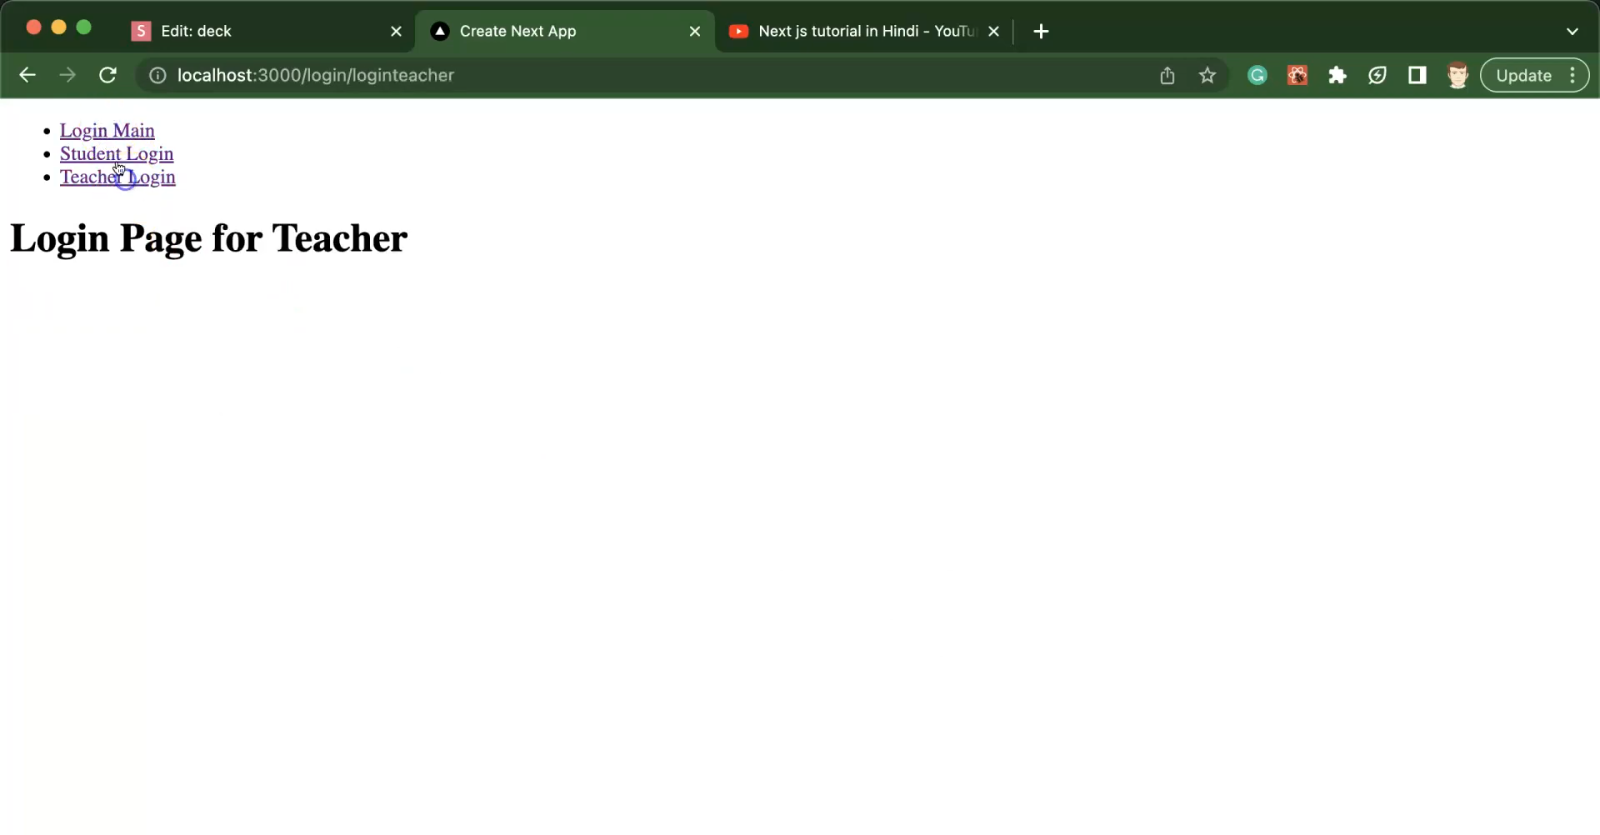 S Edit: deck
Create Next App
Next js tutorial in Hindi - YouTu
localhost:3000/login/loginteacher
Update
Login Main
Student Login
Teacher Login
Login Page for Teacher